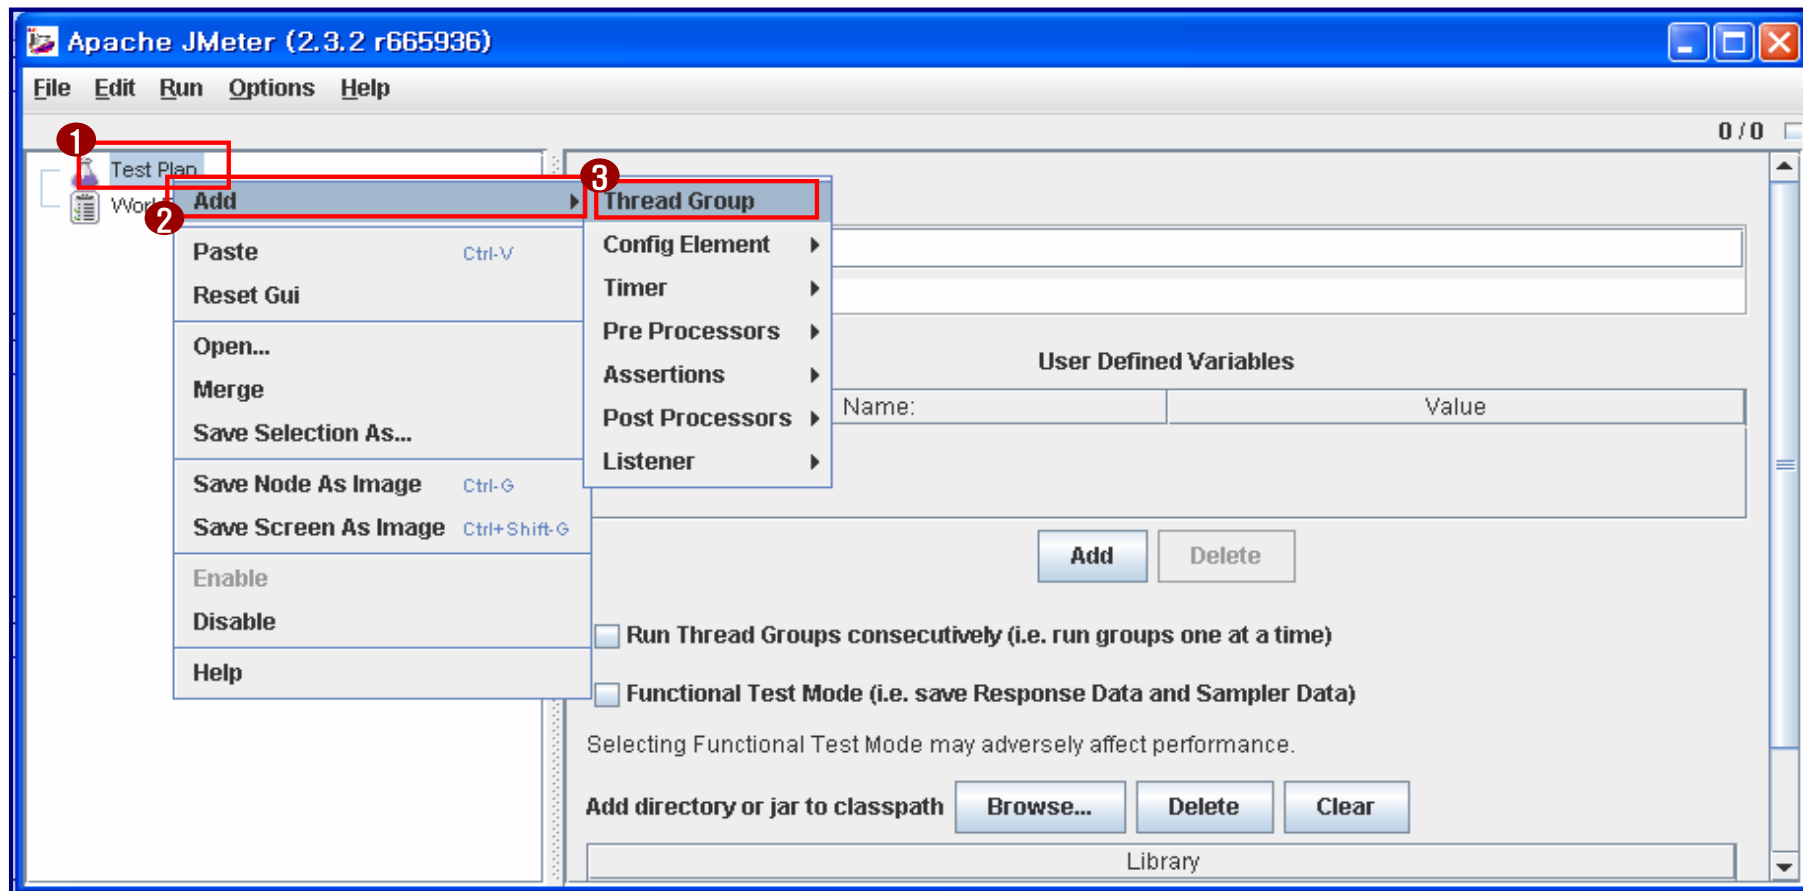 Apache JMeter (2.3.2 r665936)
File Edit Run Options Help
0 / 0
1
Test Plan
2
Add
Paste Ctrl-V
Reset Gui
Open...
Merge
Save Selection As...
Save Node As Image Ctrl-G
Save Screen As Image Ctrl+Shift-G
Enable
Disable
Help
3
Thread Group
Config Element
Timer
Pre Processors
Assertions
Post Processors
Listener
User Defined Variables
Name: Value
Add Delete
Run Thread Groups consecutively (i.e. run groups one at a time)
Functional Test Mode (i.e. save Response Data and Sampler Data)
Selecting Functional Test Mode may adversely affect performance.
Add directory or jar to classpath Browse... Delete Clear
Library